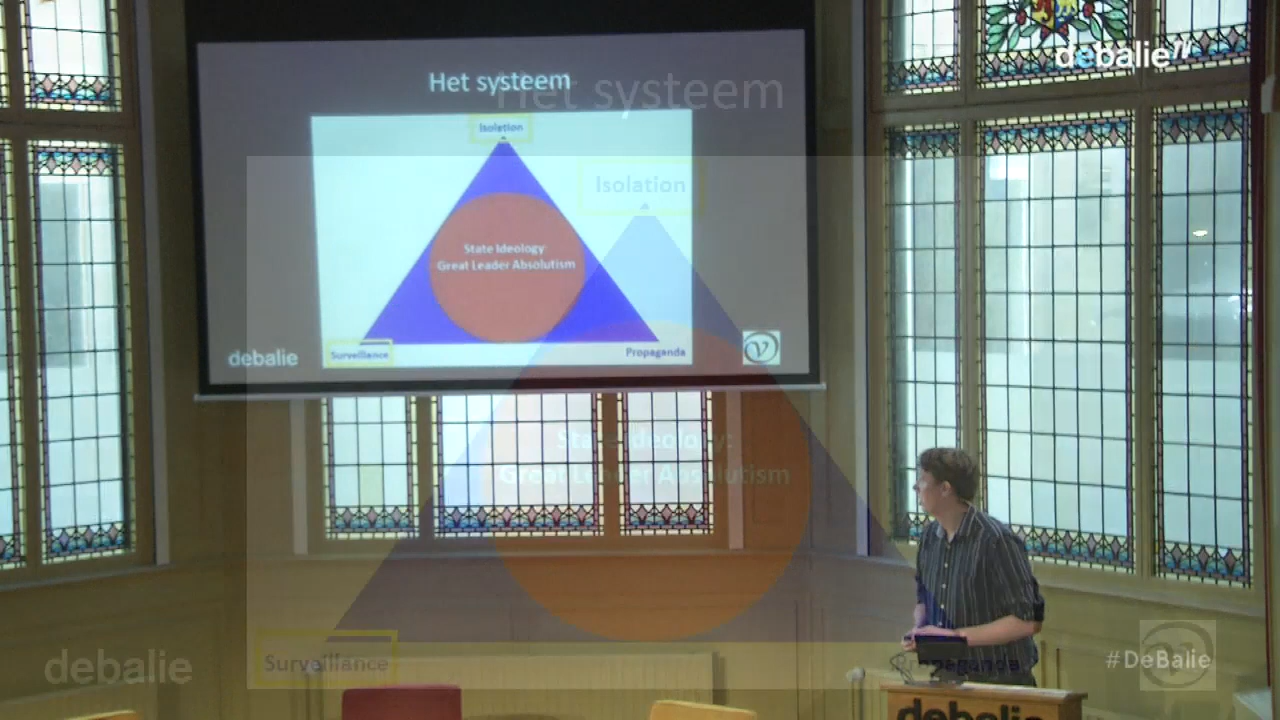 debalie
Het systeem
Het systeem
Isolation
Isolation
State Ideology
Great Leader Absolutism
debalie
Surveillance
Propaganda
V
State Ideology:
Great Leader Absolutism
debalie
Surveillance
Propaganda
#DeBalie
debalie